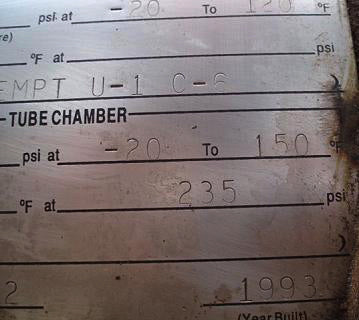 psi at -20 To 120 °F
re)
°F at psi
EMPT U-1 C-6 )
TUBE CHAMBER
psi at -20 To 150 °F
°F at 235 psi
)
2 1993
(Year Built)